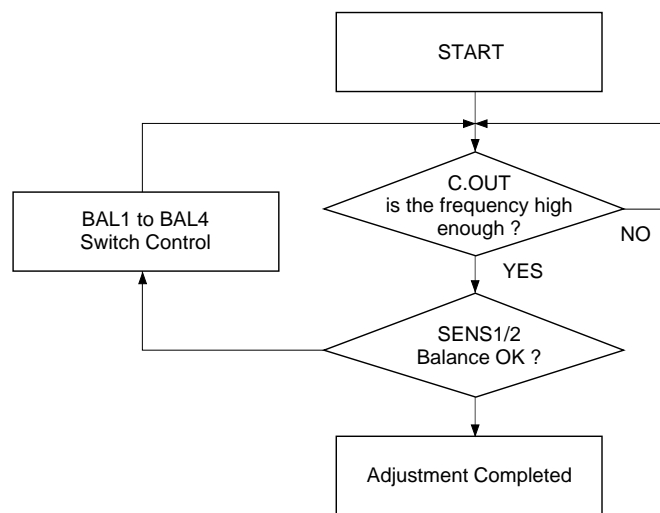 START
C.OUT
is the frequency high
enough ?
NO
BAL1 to BAL4
Switch Control
YES
SENS1/2
Balance OK ?
Adjustment Completed